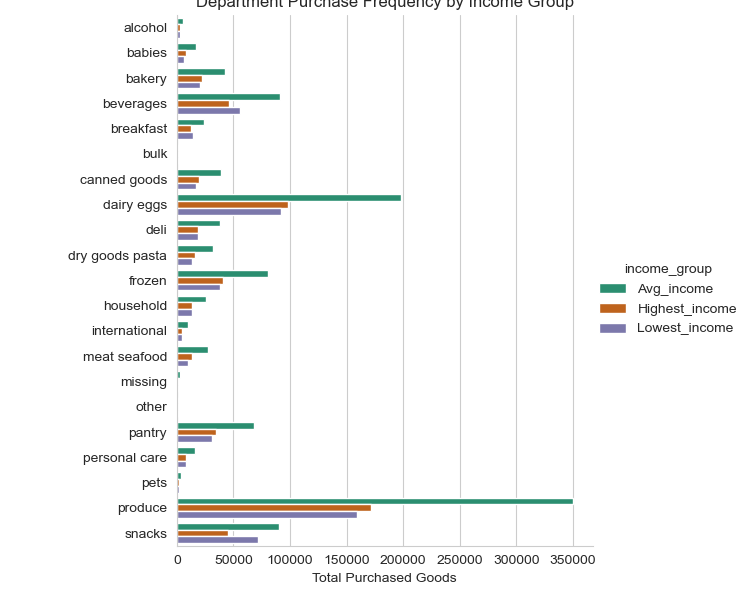 Department Purchase Frequency by Income Group
alcohol
babies
bakery
beverages
breakfast
bulk
canned goods
dairy eggs
deli
dry goods pasta
frozen
household
international
meat seafood
missing
other
pantry
personal care
pets
produce
snacks
0 50000 100000 150000 200000 250000 300000 350000
Total Purchased Goods
income_group
Avg_income
Highest_income
Lowest_income